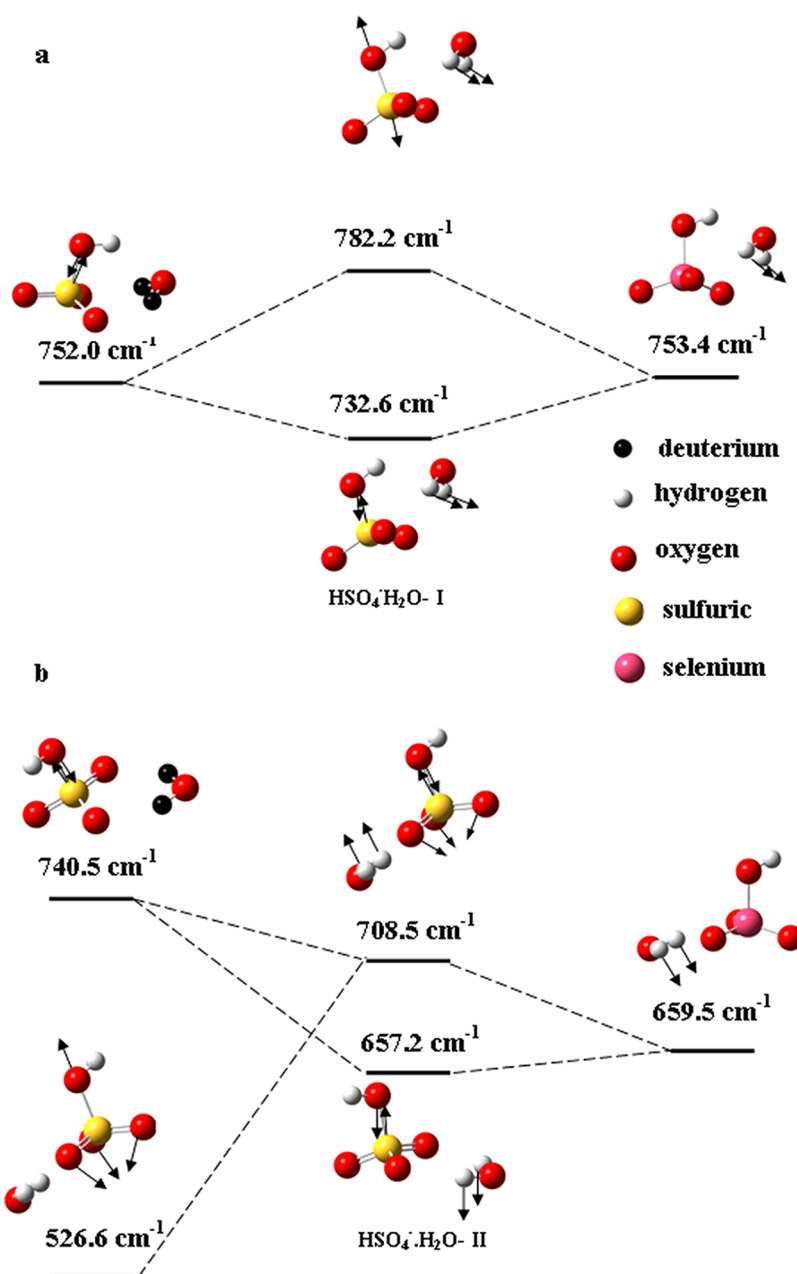 a
782.2 cm-1
752.0 cm-1
753.4 cm-1
732.6 cm-1
deuterium
hydrogen
HSO4-H2O- I
oxygen
sulfuric
selenium
b
740.5 cm-1
708.5 cm-1
659.5 cm-1
657.2 cm-1
526.6 cm-1
HSO4-.H2O- II